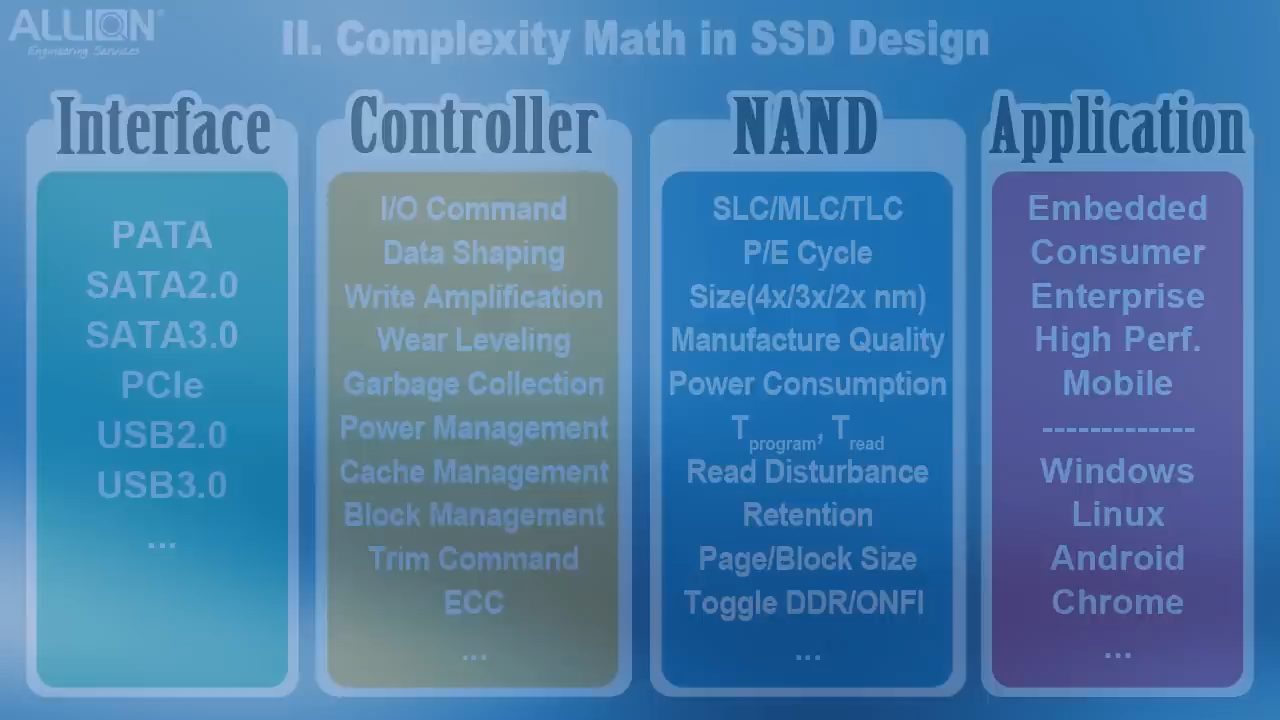 ALLION®
Engineering Services
II. Complexity Math in SSD Design
Interface
PATA
SATA2.0
SATA3.0
PCIe
USB2.0
USB3.0
...
Controller
I/O Command
Data Shaping
Write Amplification
Wear Leveling
Garbage Collection
Power Management
Cache Management
Block Management
Trim Command
ECC
...
NAND
SLC/MLC/TLC
P/E Cycle
Size(4x/3x/2x nm)
Manufacture Quality
Power Consumption
Tprogram, Tread
Read Disturbance
Retention
Page/Block Size
Toggle DDR/ONFI
...
Application
Embedded
Consumer
Enterprise
High Perf.
Mobile
-------------
Windows
Linux
Android
Chrome
...